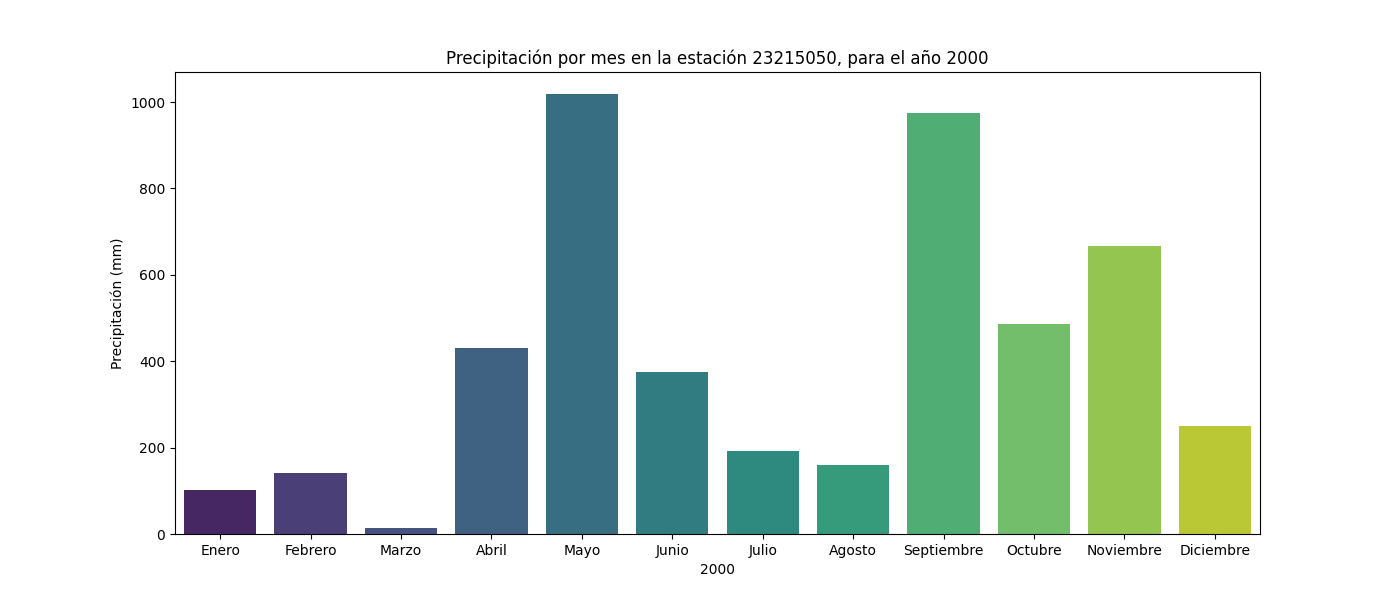 Precipitación por mes en la estación 23215050, para el año 2000
Precipitación (mm)
1000
800
600
400
200
0
Enero Febrero Marzo Abril Mayo Junio Julio Agosto Septiembre Octubre Noviembre Diciembre
2000